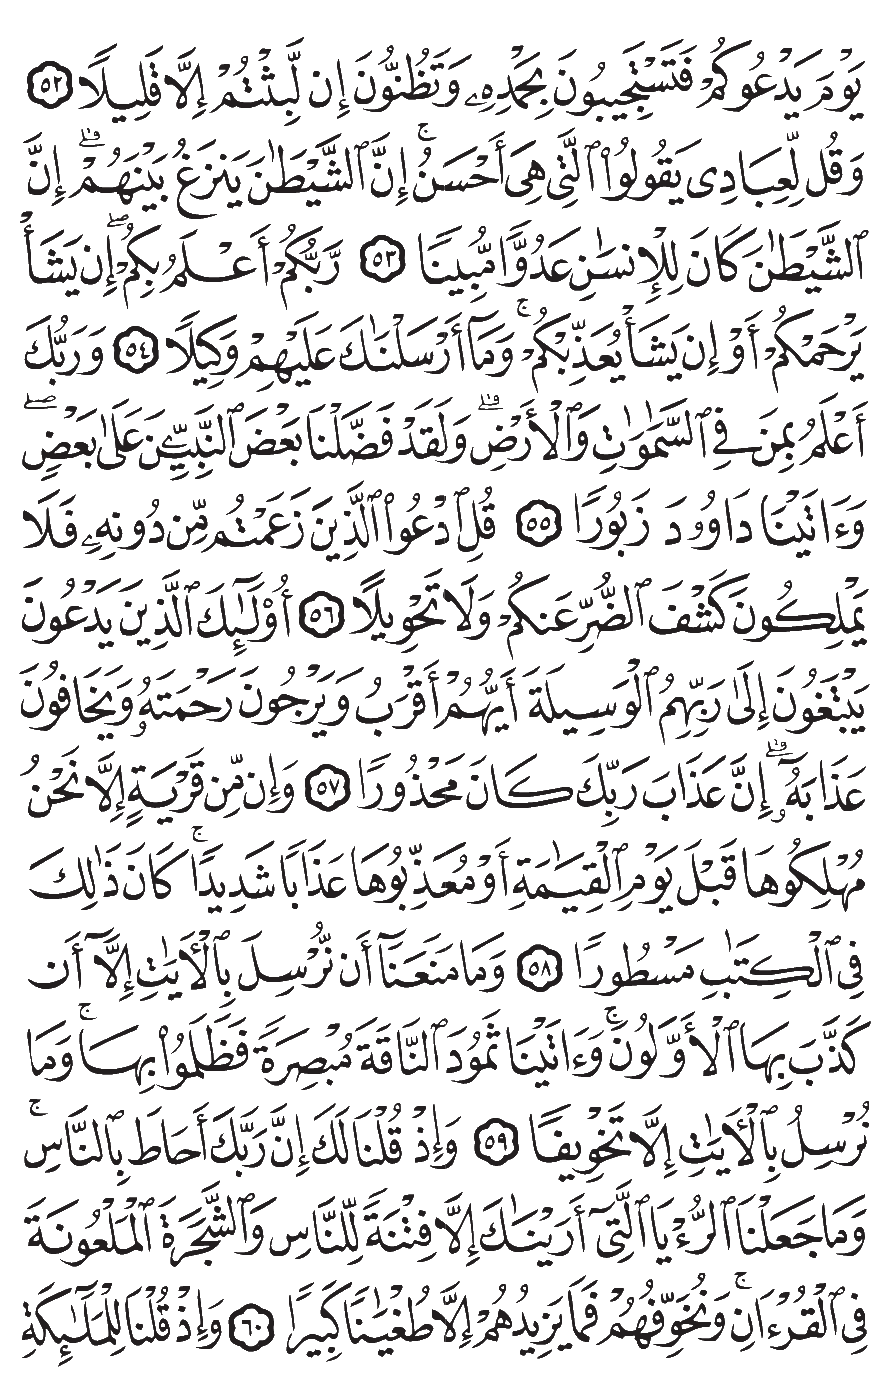 يَوْمَ يَدْعُوكُمْ فَتَسْتَجِيبُونَ بِحَمْدِهِۦ وَتَظُنُّونَ إِن لَّبِثْتُمْ إِلَّا قَلِيلًا ٥٢
وَقُل لِّعِبَادِى يَقُولُوا۟ ٱلَّتِى هِىَ أَحْسَنُ ۚ إِنَّ ٱلشَّيْطَٰنَ يَنزَغُ بَيْنَهُمْ ۗ إِنَّ
ٱلشَّيْطَٰنَ كَانَ لِلْإِنسَٰنِ عَدُوًّا مُّبِينًا ٥٣ رَّبُّكُمْ أَعْلَمُ بِكُمْ ۖ إِن يَشَأْ
يَرْحَمْكُمْ أَوْ إِن يَشَأْ يُعَذِّبْكُمْ ۚ وَمَآ أَرْسَلْنَٰكَ عَلَيْهِمْ وَكِيلًا ٥٤ وَرَبُّكَ
أَعْلَمُ بِمَن فِى ٱلسَّمَٰوَٰتِ وَٱلْأَرْضِ ۗ وَلَقَدْ فَضَّلْنَا بَعْضَ ٱلنَّبِيِّۦنَ عَلَىٰ بَعْضٍ ۖ
وَءَاتَيْنَا دَاوُۥدَ زَبُورًا ٥٥ قُلِ ٱدْعُوا۟ ٱلَّذِينَ زَعَمْتُم مِّن دُونِهِۦ فَلَا
يَمْلِكُونَ كَشْفَ ٱلضُّرِّ عَنكُمْ وَلَا تَحْوِيلًا ٥٦ أُو۟لَٰٓئِكَ ٱلَّذِينَ يَدْعُونَ
يَبْتَغُونَ إِلَىٰ رَبِّهِمُ ٱلْوَسِيلَةَ أَيُّهُمْ أَقْرَبُ وَيَرْجُونَ رَحْمَتَهُۥ وَيَخَافُونَ
عَذَابَهُۥٓ ۗ إِنَّ عَذَابَ رَبِّكَ كَانَ مَحْذُورًا ٥٧ وَإِن مِّن قَرْيَةٍ إِلَّا نَحْنُ
مُهْلِكُوهَا قَبْلَ يَوْمِ ٱلْقِيَٰمَةِ أَوْ مُعَذِّبُوهَا عَذَابًا شَدِيدًا ۚ كَانَ ذَٰلِكَ
فِى ٱلْكِتَٰبِ مَسْطُورًا ٥٨ وَمَا مَنَعَنَآ أَن نُّرْسِلَ بِٱلْءَايَٰتِ إِلَّآ أَن
كَذَّبَ بِهَا ٱلْأَوَّلُونَ ۚ وَءَاتَيْنَا ثَمُودَ ٱلنَّاقَةَ مُبْصِرَةً فَظَلَمُوا۟ بِهَا ۚ وَمَا
نُرْسِلُ بِٱلْءَايَٰتِ إِلَّا تَخْوِيفًا ٥٩ وَإِذْ قُلْنَا لَكَ إِنَّ رَبَّكَ أَحَاطَ بِٱلنَّاسِ ۚ
وَمَا جَعَلْنَا ٱلرُّءْيَا ٱلَّتِىٓ أَرَيْنَٰكَ إِلَّا فِتْنَةً لِّلنَّاسِ وَٱلشَّجَرَةَ ٱلْمَلْعُونَةَ
فِى ٱلْقُرْءَانِ ۚ وَنُخَوِّفُهُمْ فَمَا يَزِيدُهُمْ إِلَّا طُغْيَٰنًا كَبِيرًا ٦٠ وَإِذْ قُلْنَا لِلْمَلَٰٓئِكَةِ